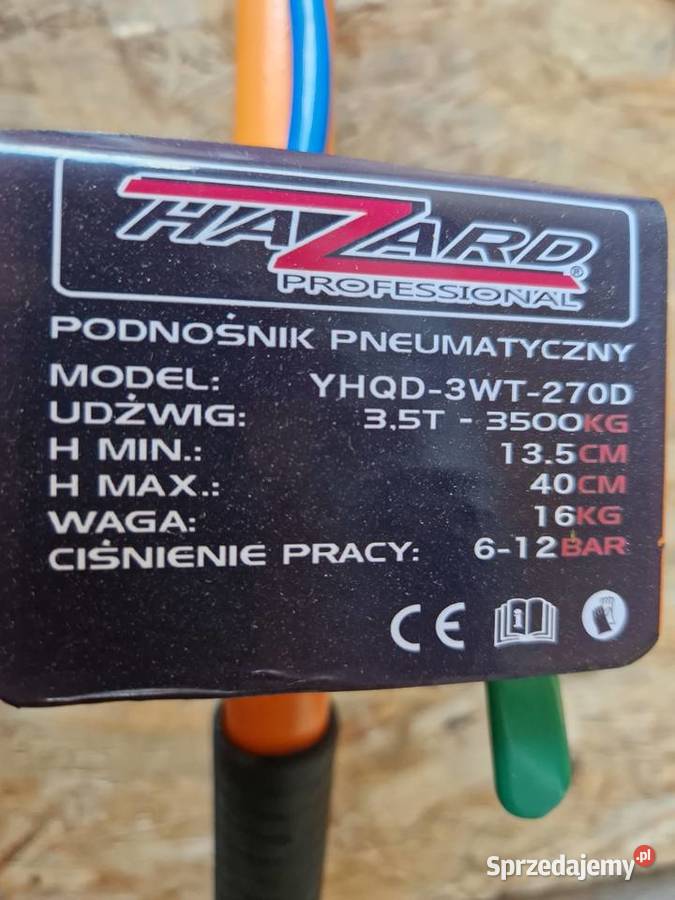 HAZARD®
PROFESSIONAL
PODNOŚNIK PNEUMATYCZNY
MODEL: YHQD-3WT-270D
UDŹWIG: 3.5T - 3500KG
H MIN.: 13.5CM
H MAX.: 40CM
WAGA: 16KG
CIŚNIENIE PRACY: 6-12BAR
CE
Sprzedajemy.pl